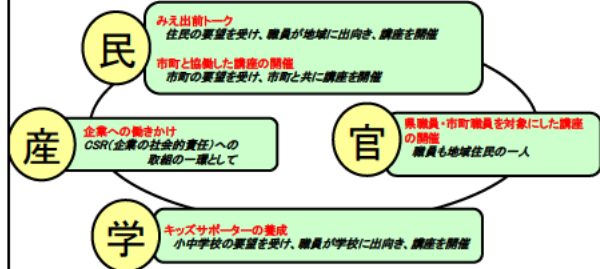 民
みえ出前トーク
住民の要望を受け、職員が地域に出向き、講座を開催
市町と協働した講座の開催
市町の要望を受け、市町と共に講座を開催
産
企業への働きかけ
CSR(企業の社会的責任)への
取組の一環として
官
県職員・市町職員を対象にした講座
の開催
職員も地域住民の一人
学
キッズサポーターの養成
小中学校の要望を受け、職員が学校に出向き、講座を開催